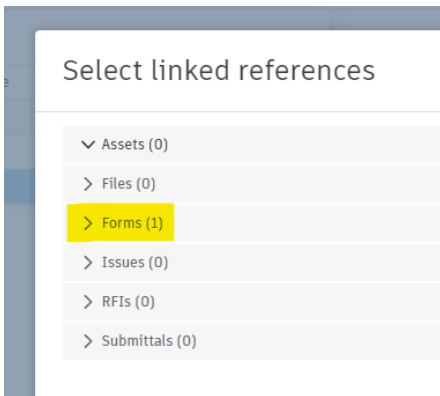 Select linked references
Assets (0)
Files (0)
Forms (1)
Issues (0)
RFIs (0)
Submittals (0)